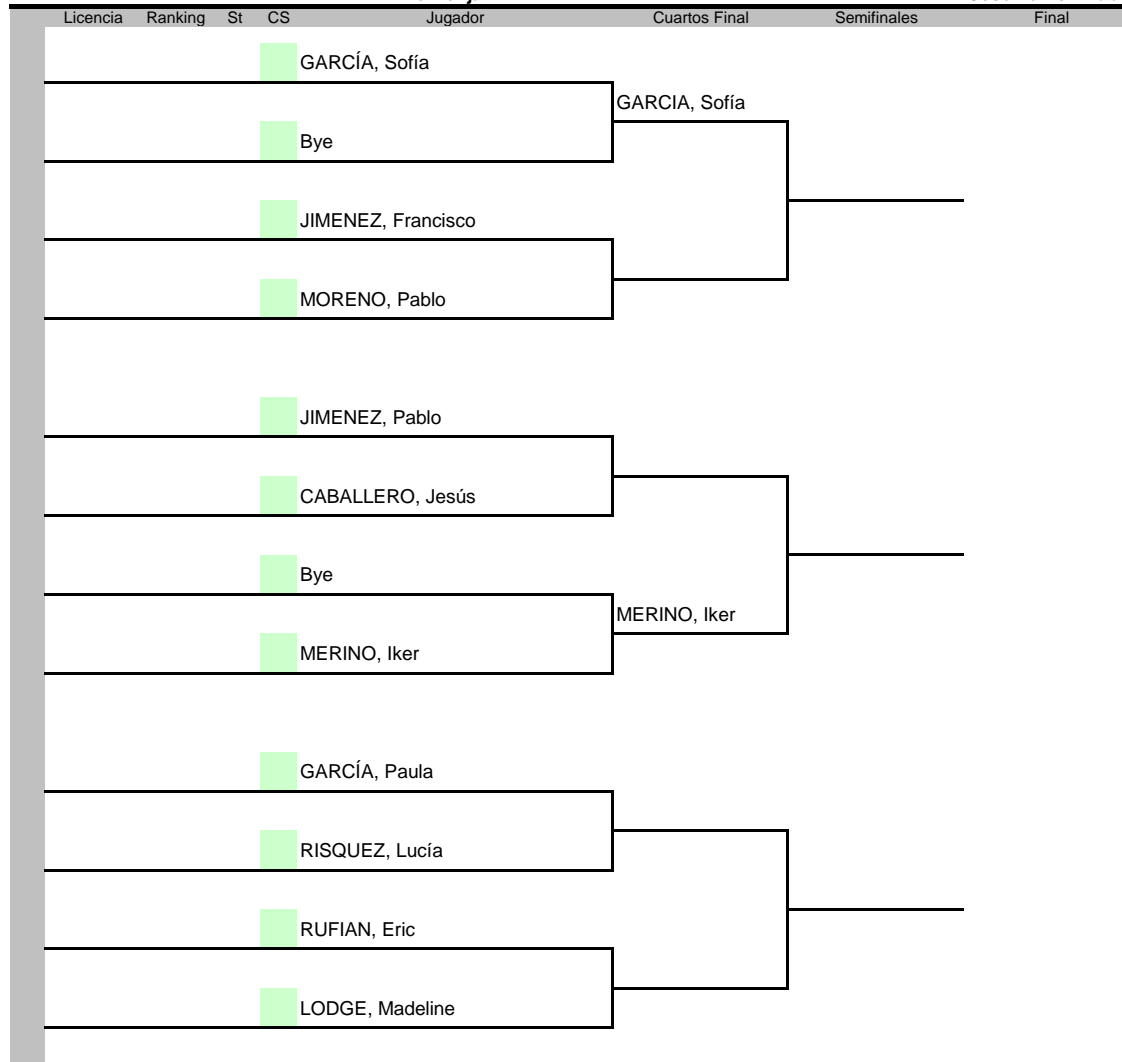 Licencia Ranking St CS Jugador Cuartos Final Semifinales Final
GARCÍA, Sofía
GARCIA, Sofía
Bye
JIMENEZ, Francisco
MORENO, Pablo
JIMENEZ, Pablo
CABALLERO, Jesús
Bye
MERINO, Iker
MERINO, Iker
GARCÍA, Paula
RISQUEZ, Lucía
RUFIAN, Eric
LODGE, Madeline